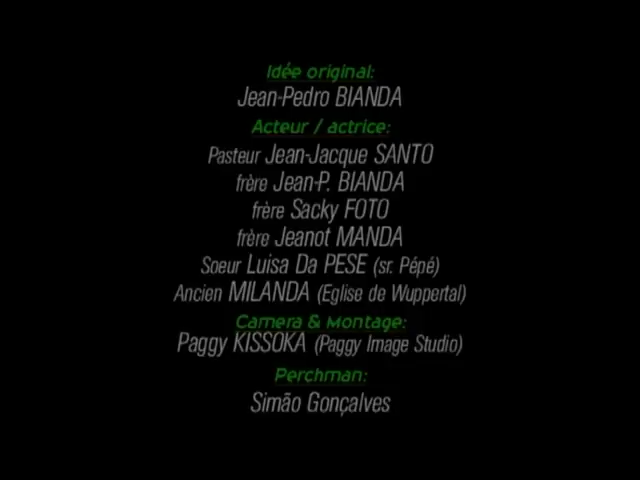 Idée original:
Jean-Pedro BIANDA
Acteur / actrice:
Pasteur Jean-Jacque SANTO
frère Jean-P. BIANDA
frère Sacky FOTO
frère Jeanot MANDA
Soeur Luisa Da PESE (sr. Pépé)
Ancien MILANDA (Eglise de Wuppertal)
Camera & Montage:
Paggy KISSOKA (Paggy Image Studio)
Perchman:
Simão Gonçalves